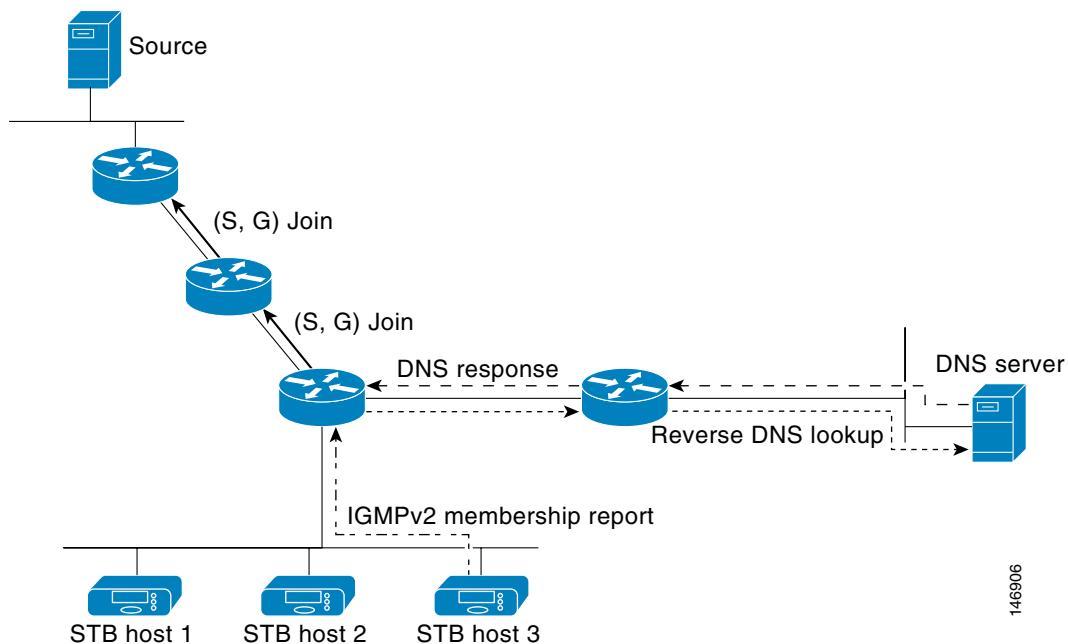 Source
(S, G) Join
(S, G) Join
DNS response
DNS server
Reverse DNS lookup
IGMPv2 membership report
STB host 1
STB host 2
STB host 3
146906